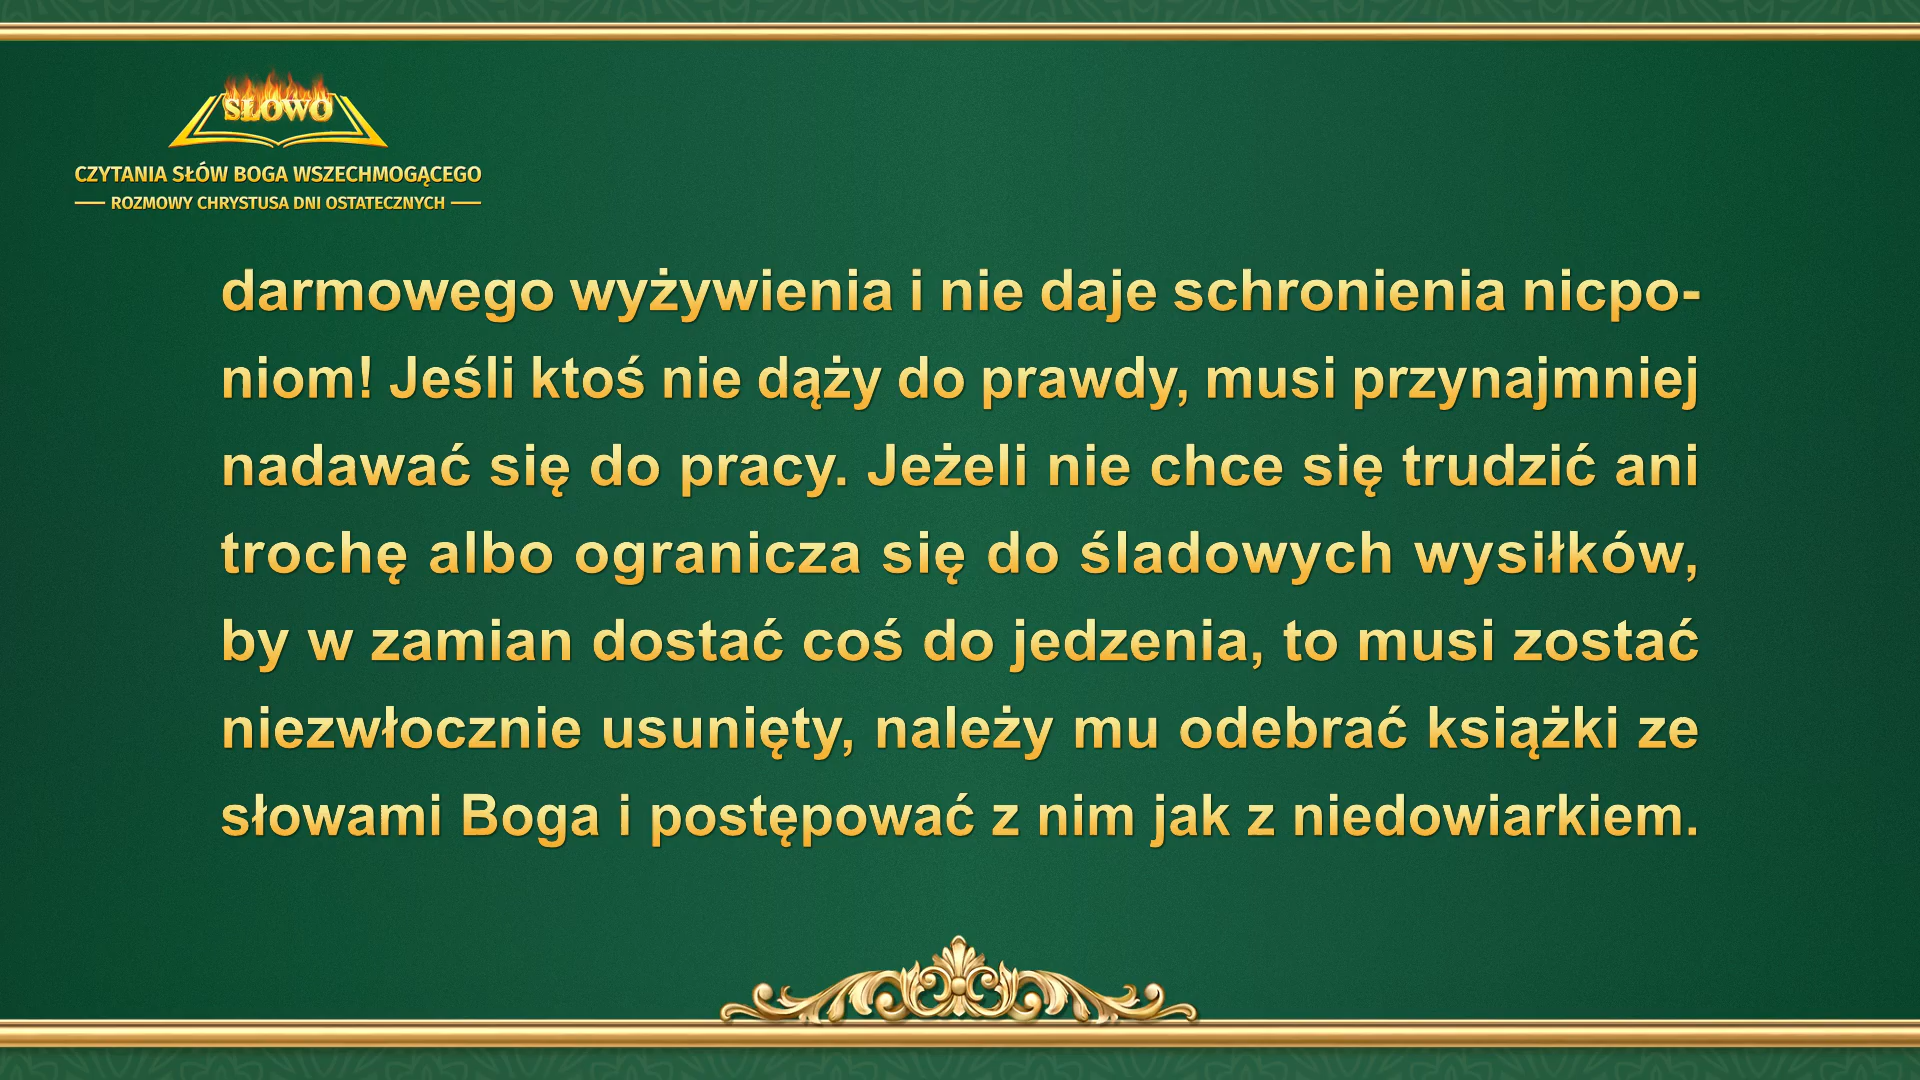 SŁOWO
CZYTANIA SŁÓW BOGA WSZECHMOGĄCEGO
ROZMOWY CHRYSTUSA DNI OSTATECZNYCH
darmowego wyżywienia i nie daje schronienia nicpo-
niom! Jeśli ktoś nie dąży do prawdy, musi przynajmniej
nadawać się do pracy. Jeżeli nie chce się trudzić ani
trochę albo ogranicza się do śladowych wysiłków,
by w zamian dostać coś do jedzenia, to musi zostać
niezwłocznie usunięty, należy mu odebrać książki ze
słowami Boga i postępować z nim jak z niedowiarkiem.